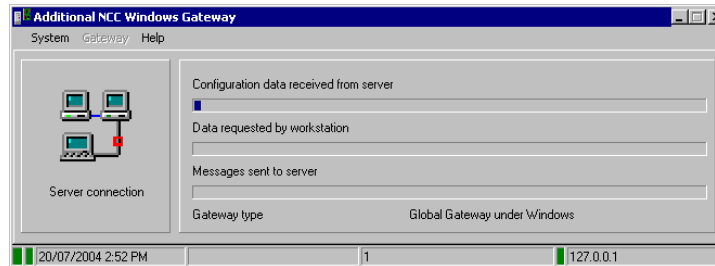 Additional NCC Windows Gateway
System Gateway Help
Configuration data received from server
Data requested by workstation
Messages sent to server
Server connection
Gateway type Global Gateway under Windows
20/07/2004 2:52 PM 1 127.0.0.1